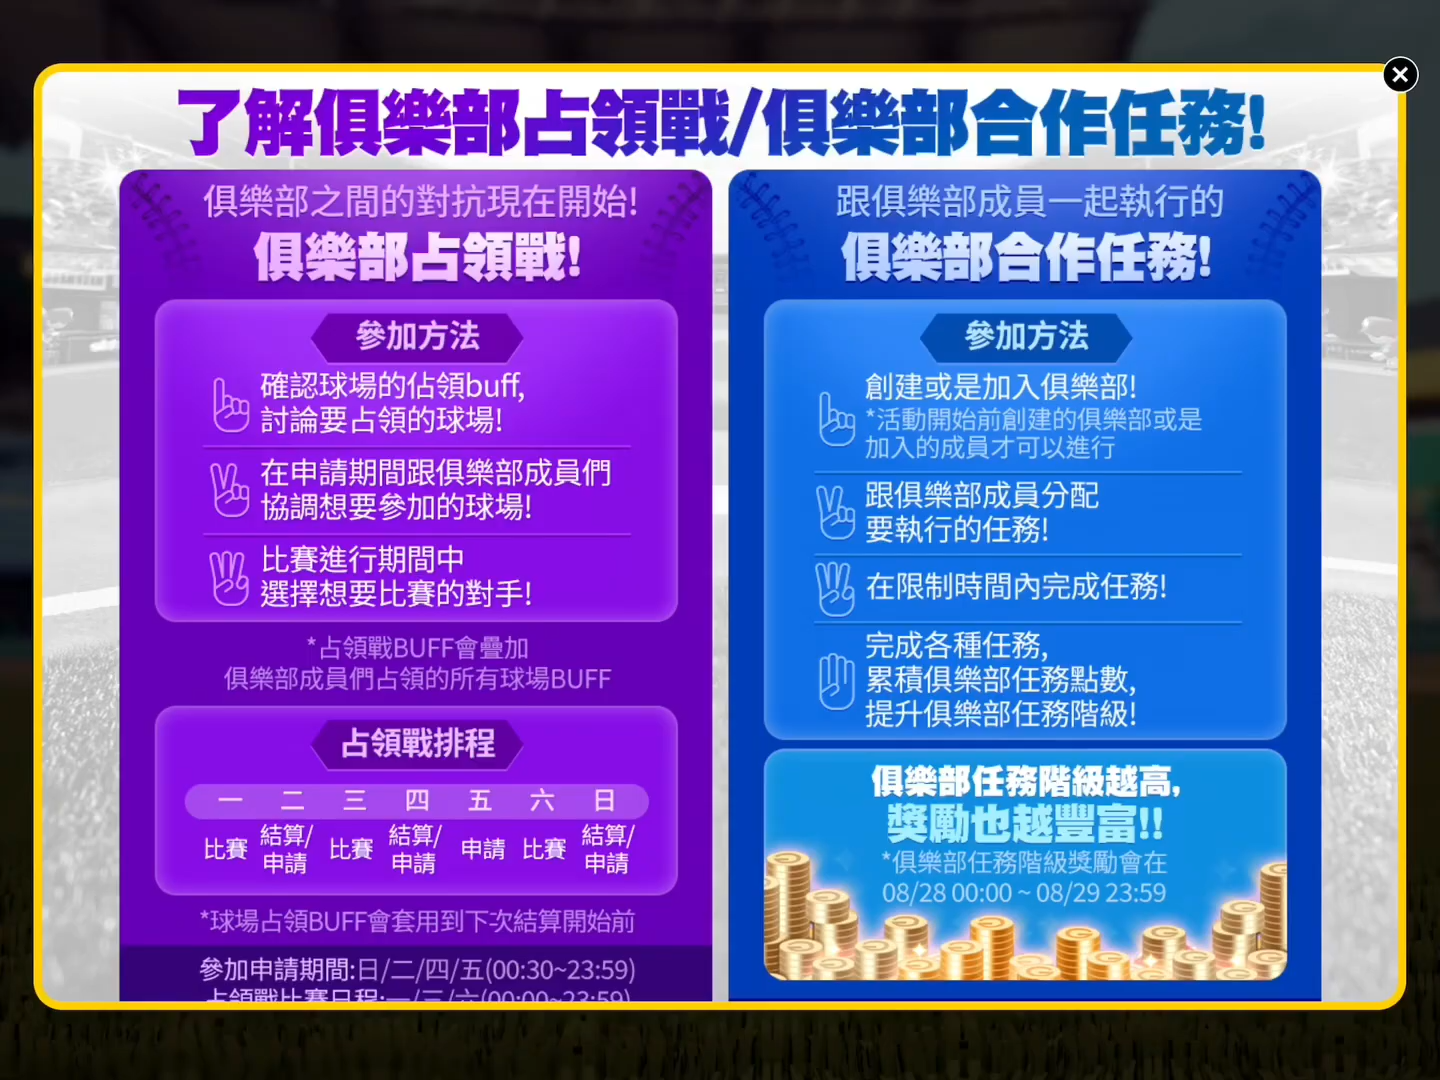 了解俱樂部占領戰/俱樂部合作任務!
俱樂部之間的對抗現在開始!
俱樂部占領戰!
參加方法
確認球場的佔領buff,
討論要占領的球場!
在申請期間跟俱樂部成員們
協調想要參加的球場!
比賽進行期間中
選擇想要比賽的對手!
*占領戰BUFF會疊加
俱樂部成員們占領的所有球場BUFF
占領戰排程
一 二 三 四 五 六 日
比賽 結算/申請 比賽 結算/申請 申請 比賽 結算/申請
*球場占領BUFF會套用到下次結算開始前
參加申請期間:日/二/四/五(00:30~23:59)
占領戰比賽日程:一/三/六(00:00~23:59)
跟俱樂部成員一起執行的
俱樂部合作任務!
參加方法
創建或是加入俱樂部!
*活動開始前創建的俱樂部或是
加入的成員才可以進行
跟俱樂部成員分配
要執行的任務!
在限制時間內完成任務!
完成各種任務,
累積俱樂部任務點數,
提升俱樂部任務階級!
俱樂部任務階級越高,
獎勵也越豐富!!
*俱樂部任務階級獎勵會在
08/28 00:00 ~ 08/29 23:59